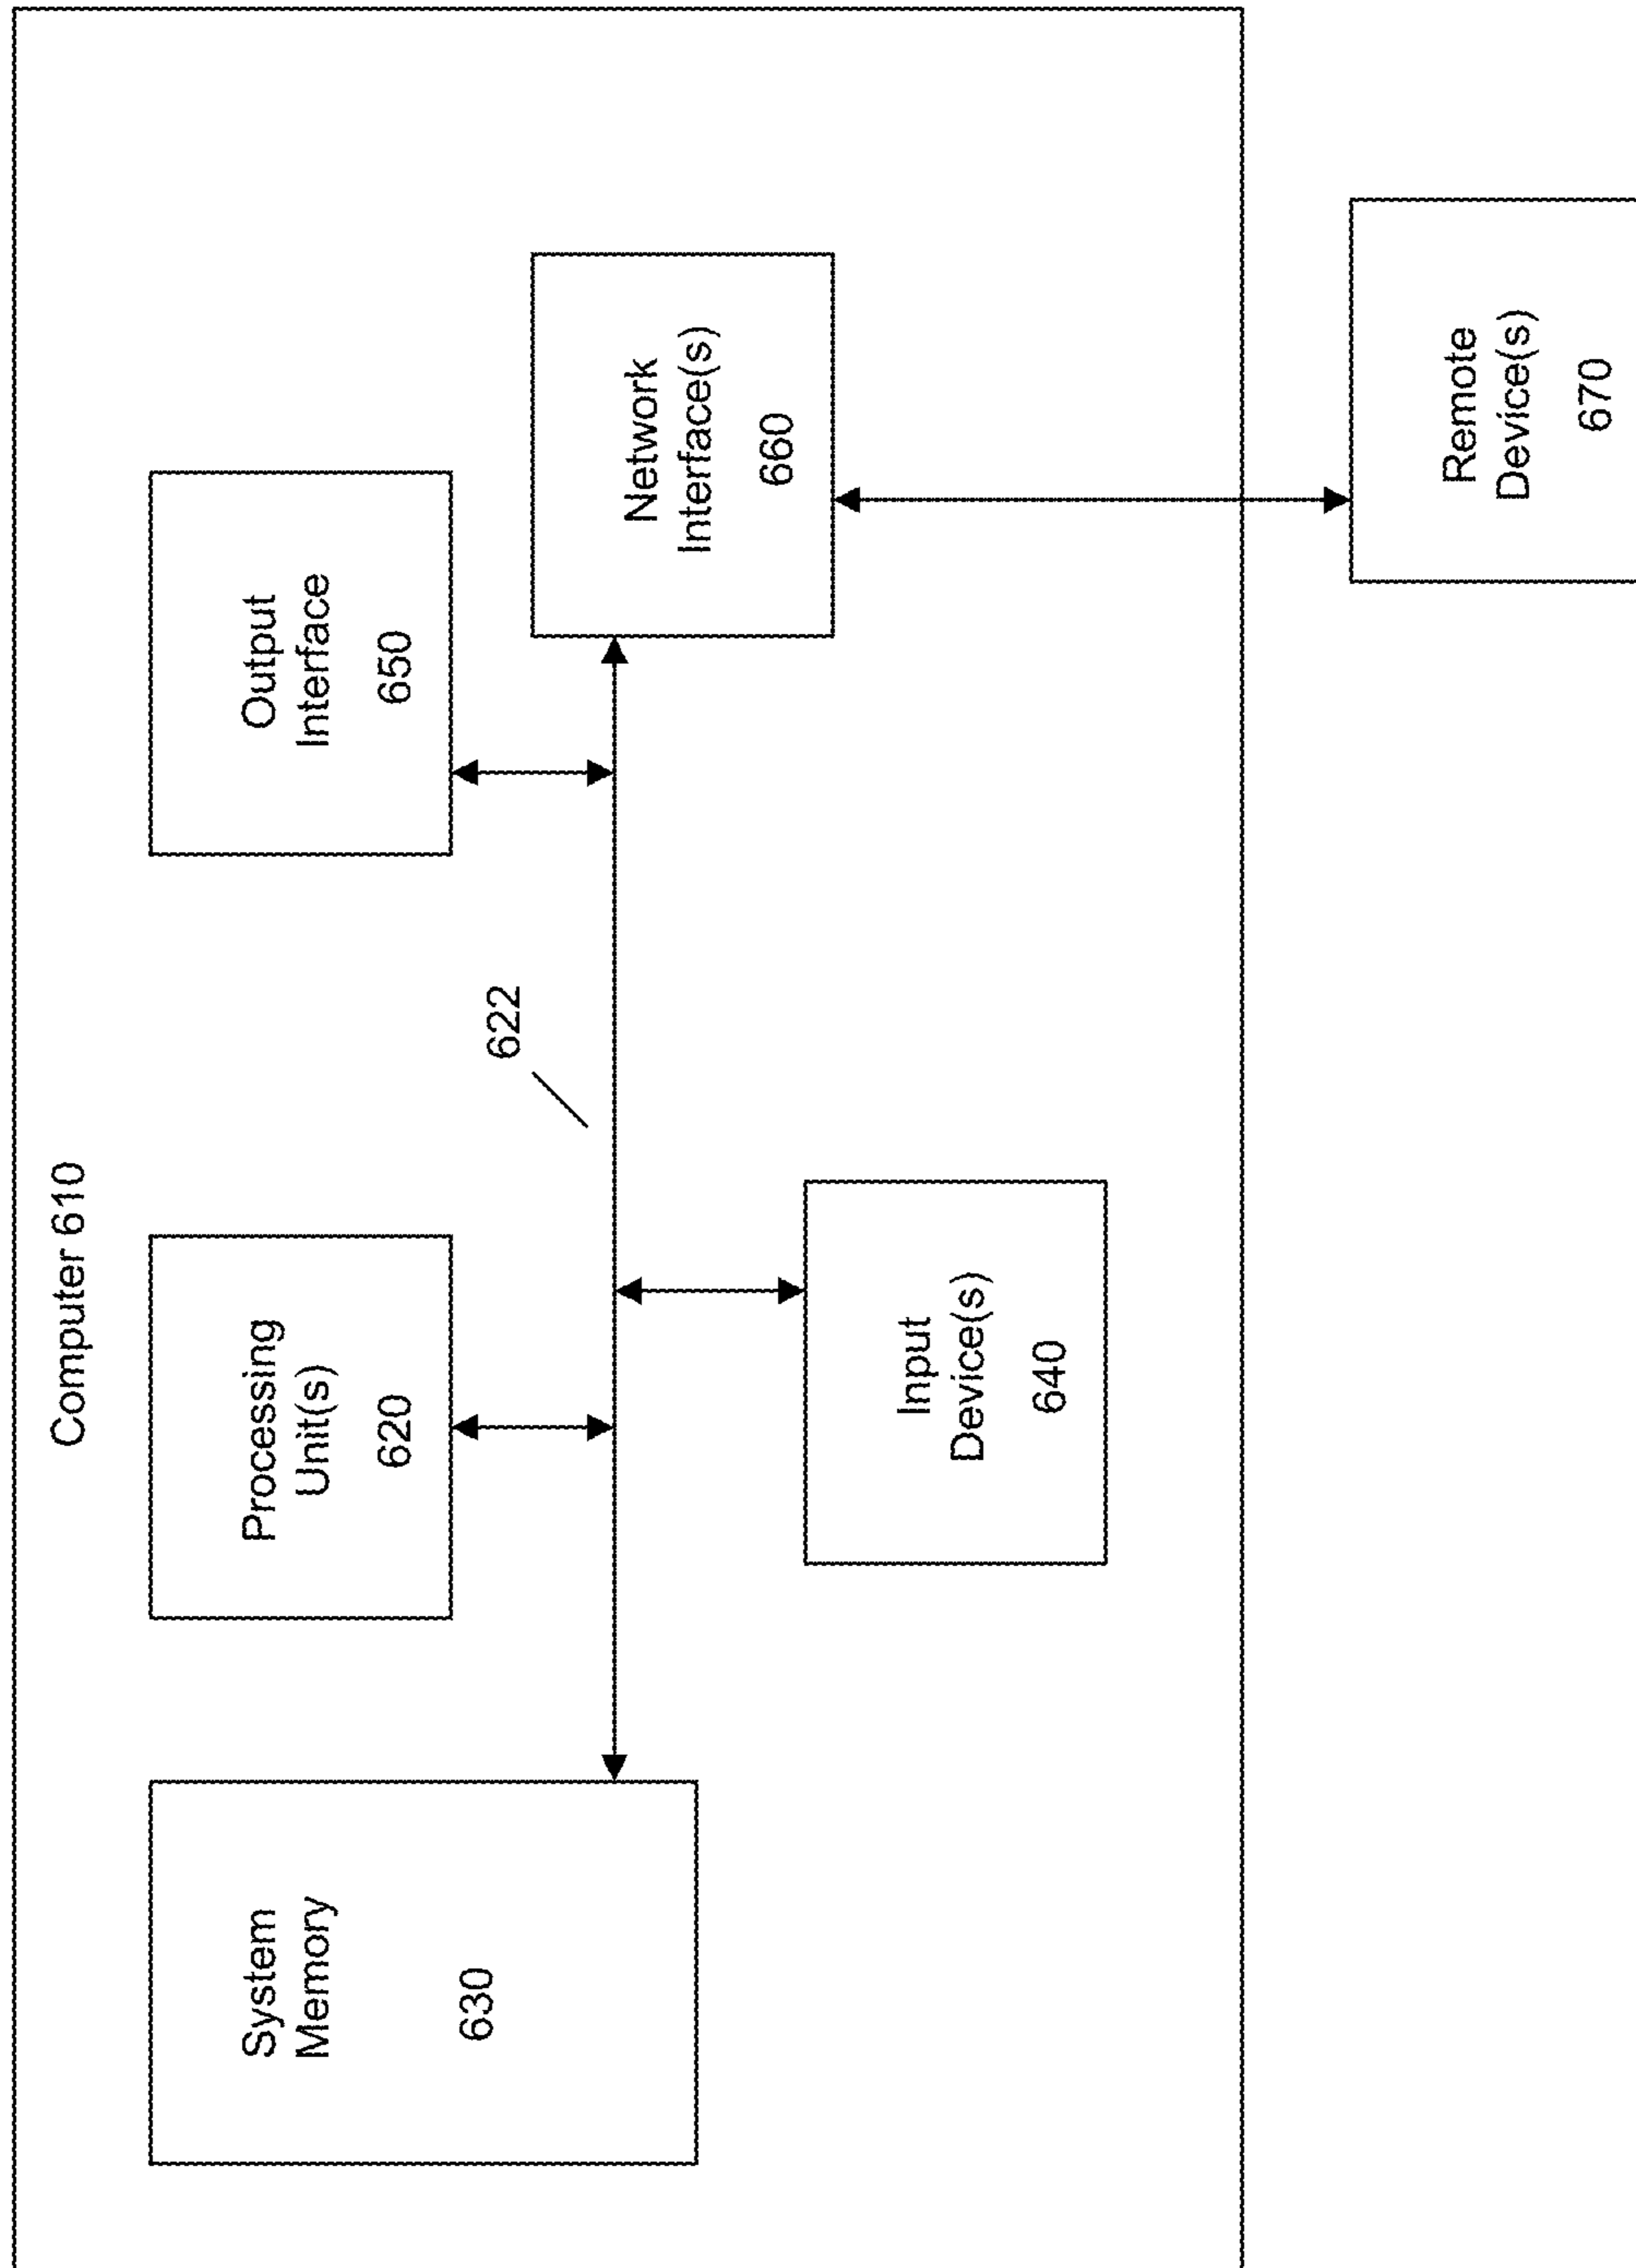 Computer 610
System
Memory
630
Processing
Unit(s)
620
Output
Interface
650
622
Network
Interface(s)
660
Input
Device(s)
640
Remote
Device(s)
670